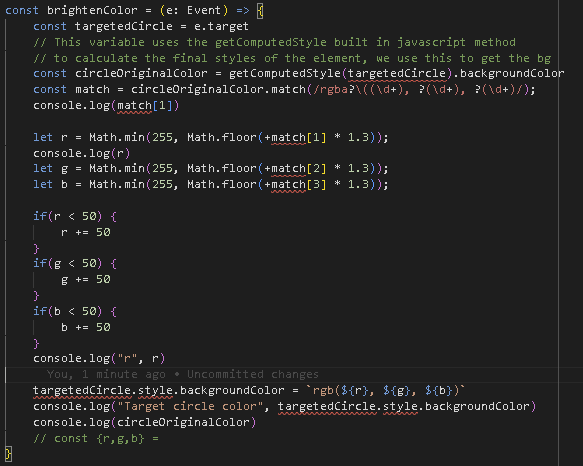 const brightenColor = (e: Event) => {
const targetedCircle = e.target
// This variable uses the getComputedStyle built in javascript method
// to calculate the final styles of the element, we use this to get the bg
const circleOriginalColor = getComputedStyle(targetedCircle).backgroundColor
const match = circleOriginalColor.match(/rgba?\((\d+), ?(\d+), ?(\d+)/);
console.log(match[1])
let r = Math.min(255, Math.floor(+match[1] * 1.3));
console.log(r)
let g = Math.min(255, Math.floor(+match[2] * 1.3));
let b = Math.min(255, Math.floor(+match[3] * 1.3));
if(r < 50) {
r += 50
}
if(g < 50) {
g += 50
}
if(b < 50) {
b += 50
}
console.log("r", r)
You, 1 minute ago • Uncommitted changes
targetedCircle.style.backgroundColor = `rgb(${r}, ${g}, ${b})`
console.log("Target circle color", targetedCircle.style.backgroundColor)
console.log(circleOriginalColor)
// const {r,g,b} =
}